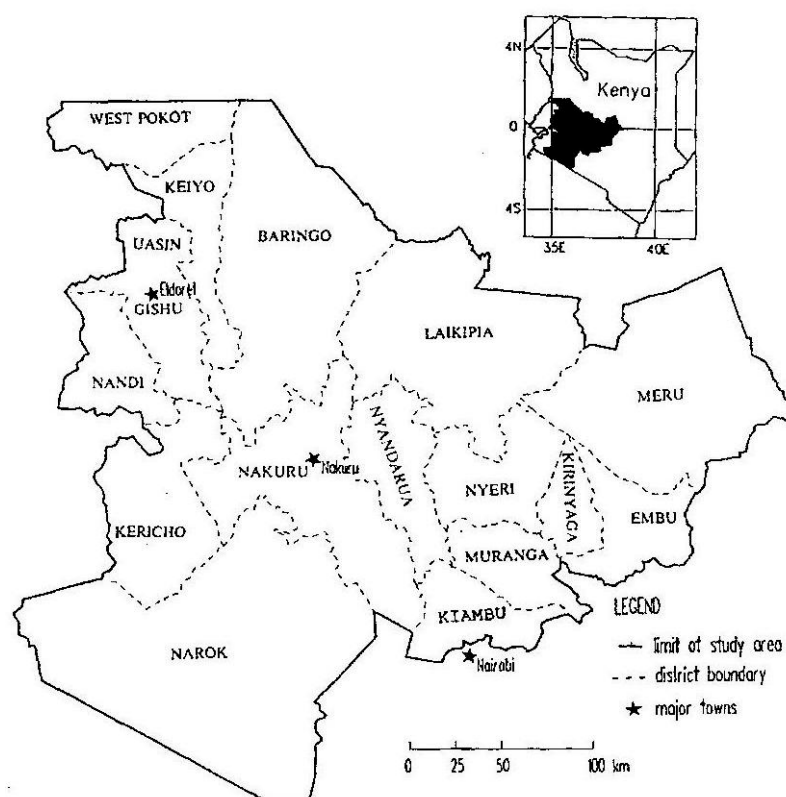 4N
Kenya
0
4S
35E
40E
WEST POKOT
KEIYO
UASIN
BARINGO
Eldoret
GISHU
LAIKIPIA
NANDI
MERU
NYANDARUA
NAKURU
Nakuru
NYERI
KIRINYAGA
KERICHO
EMBU
MURANGA
KIAMBU
NAROK
Nairobi
LEGEND
limit of study area
district boundary
major towns
0 25 50 100 km